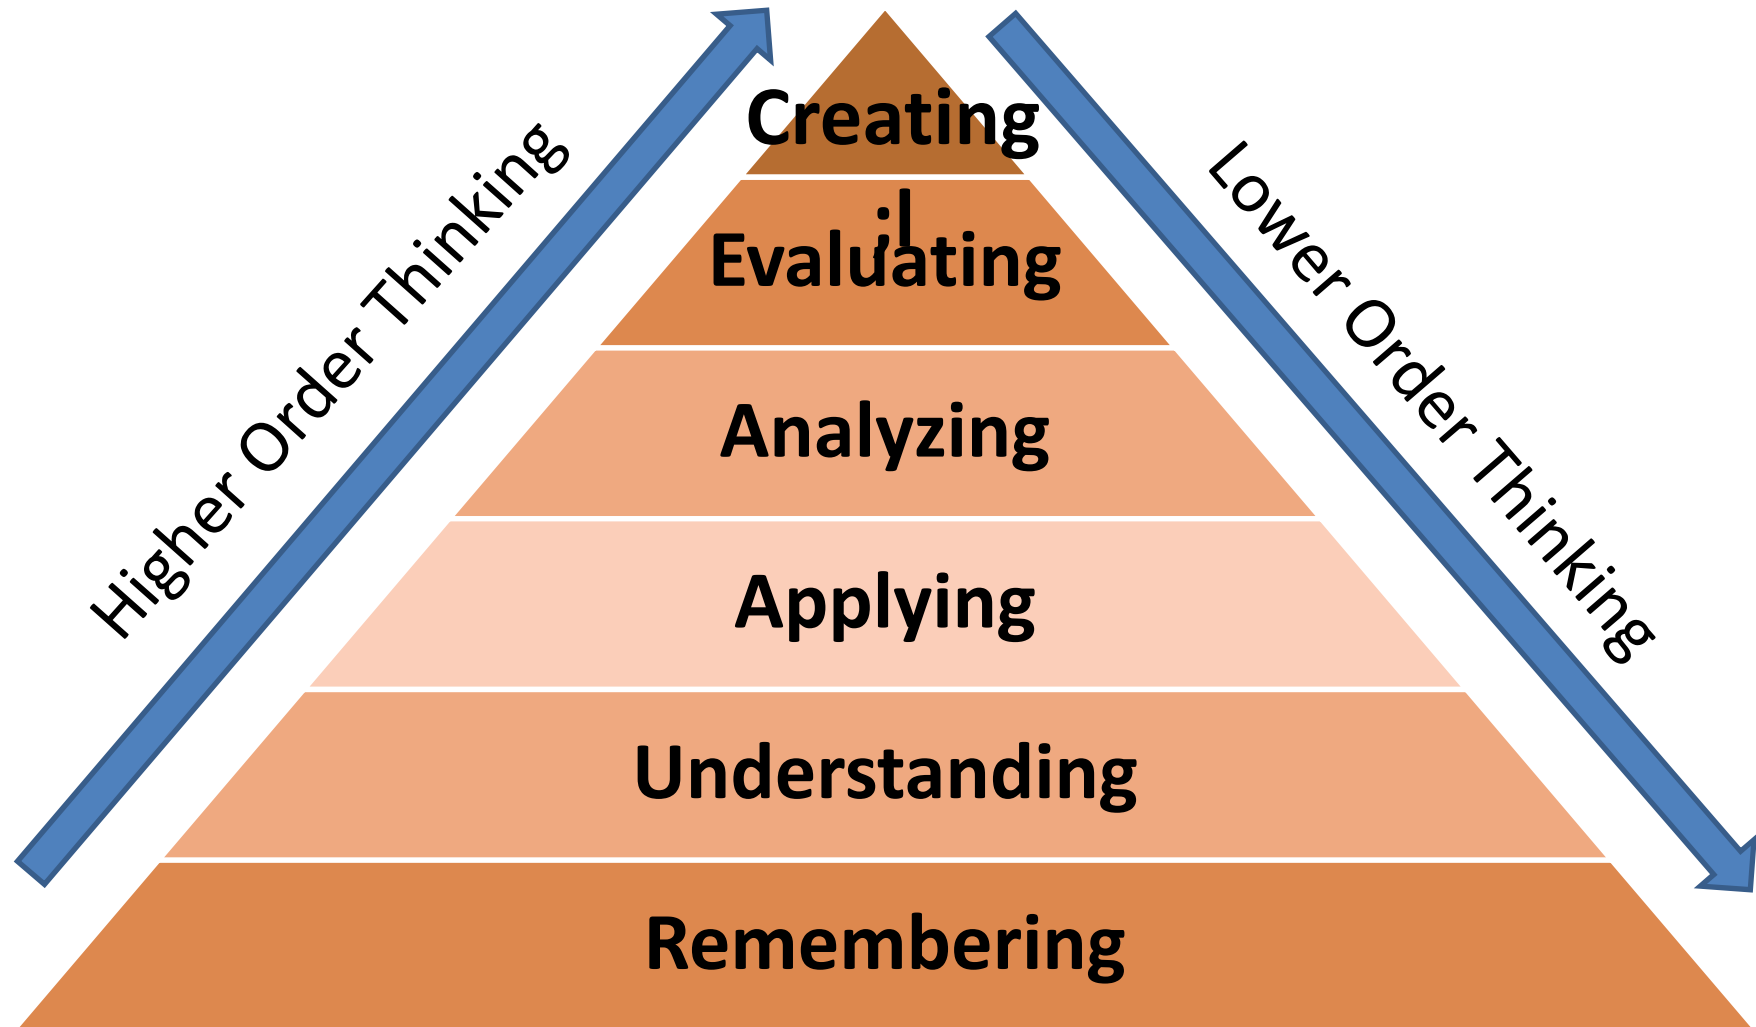 Higher Order Thinking
Lower Order Thinking
Creating
;l
Evaluating
Analyzing
Applying
Understanding
Remembering